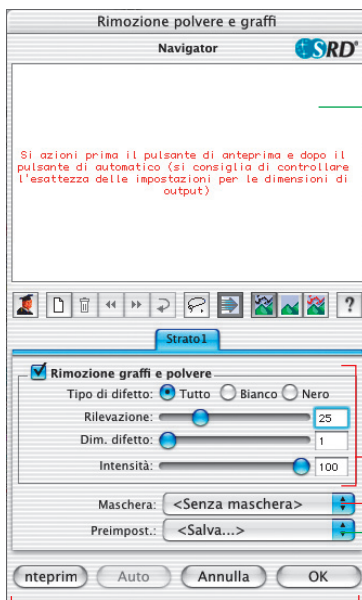 Rimozione polvere e graffi
Navigator
SRD
Si azioni prima il pulsante di anteprima e dopo il
pulsante di automatico (si consiglia di controllare
l'esattezza delle impostazioni per le dimensioni di
output)
?
Strato1
Rimozione graffi e polvere
Tipo di difetto: Tutto Bianco Nero
Rilevazione: 25
Dim. difetto: 1
Intensità: 100
Maschera: <Senza maschera>
Preimpost.: <Salva...>
nteprim Auto Annulla OK